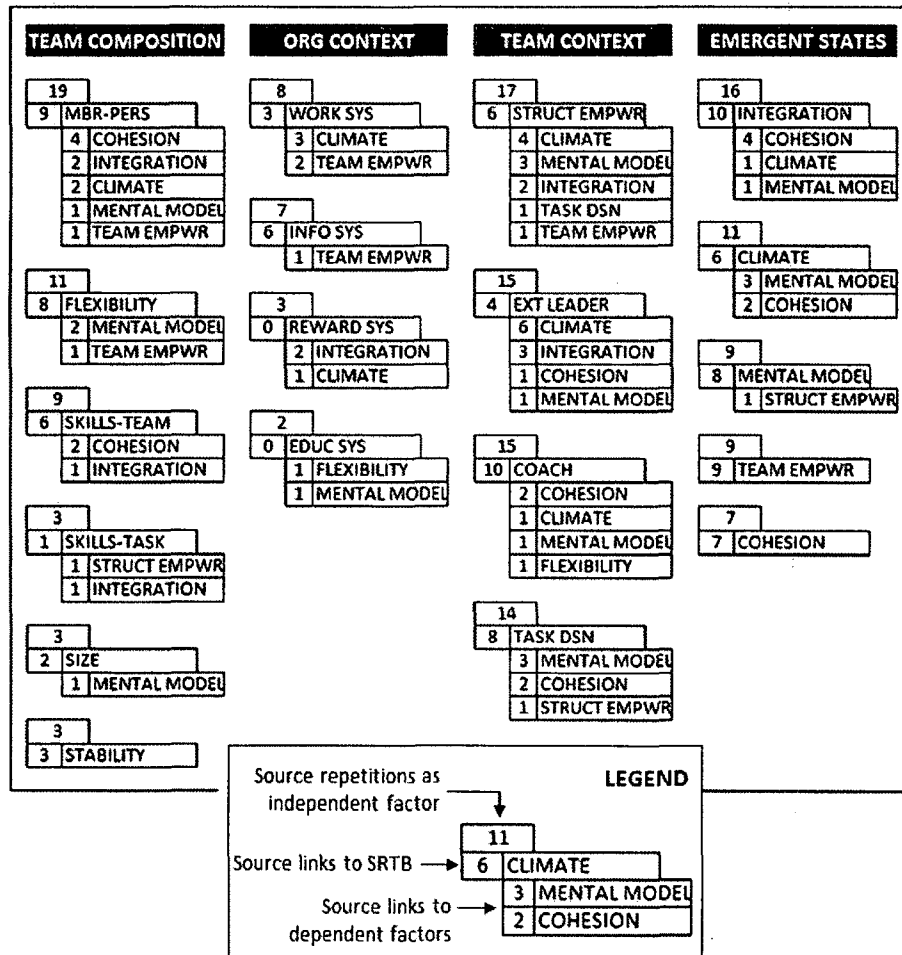 TEAM COMPOSITION
19
9 MBR-PERS
4 COHESION
2 INTEGRATION
2 CLIMATE
1 MENTAL MODEL
1 TEAM EMPWR
11
8 FLEXIBILITY
2 MENTAL MODEL
1 TEAM EMPWR
9
6 SKILLS-TEAM
2 COHESION
1 INTEGRATION
3
1 SKILLS-TASK
1 STRUCT EMPWR
1 INTEGRATION
3
2 SIZE
1 MENTAL MODEL
3
3 STABILITY
ORG CONTEXT
8
3 WORK SYS
3 CLIMATE
2 TEAM EMPWR
7
6 INFO SYS
1 TEAM EMPWR
3
0 REWARD SYS
2 INTEGRATION
1 CLIMATE
2
0 EDUC SYS
1 FLEXIBILITY
1 MENTAL MODEL
TEAM CONTEXT
17
6 STRUCT EMPWR
4 CLIMATE
3 MENTAL MODEL
2 INTEGRATION
1 TASK DSN
1 TEAM EMPWR
15
4 EXT LEADER
6 CLIMATE
3 INTEGRATION
1 COHESION
1 MENTAL MODEL
15
10 COACH
2 COHESION
1 CLIMATE
1 MENTAL MODEL
1 FLEXIBILITY
14
8 TASK DSN
3 MENTAL MODEL
2 COHESION
1 STRUCT EMPWR
EMERGENT STATES
16
10 INTEGRATION
4 COHESION
1 CLIMATE
1 MENTAL MODEL
11
6 CLIMATE
3 MENTAL MODEL
2 COHESION
9
8 MENTAL MODEL
1 STRUCT EMPWR
9
9 TEAM EMPWR
7
7 COHESION
LEGEND
Source repetitions as
independent factor
11
Source links to SRTB
6 CLIMATE
Source links to
dependent factors
3 MENTAL MODEL
2 COHESION